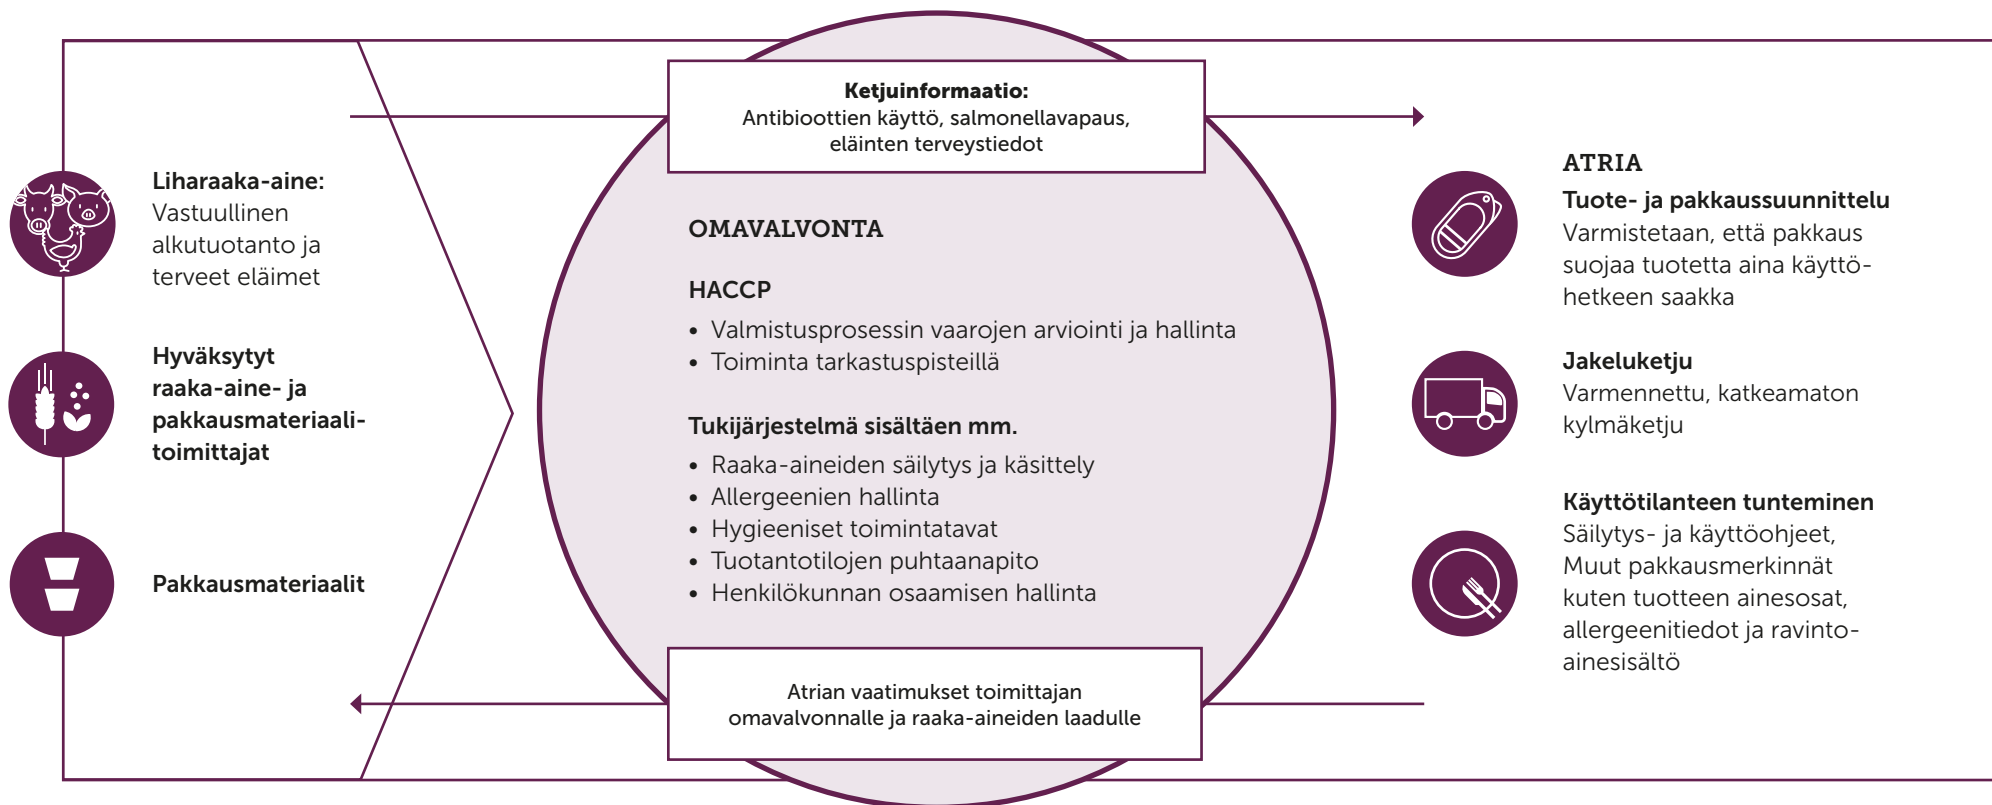 Liharaaka-aine:
Vastuullinen
alkutuotanto ja
terveet eläimet
Hyväksytyt
raaka-aine- ja
pakkausmateriaali-
toimittajat
Pakkausmateriaalit
Ketjuinformaatio:
Antibioottien käyttö, salmonellavapaus,
eläinten terveystiedot
OMAVALVONTA
HACCP
• Valmistusprosessin vaarojen arviointi ja hallinta
• Toiminta tarkastuspisteillä
Tukijärjestelmä sisältäen mm.
• Raaka-aineiden säilytys ja käsittely
• Allergeenien hallinta
• Hygieeniset toimintatavat
• Tuotantotilojen puhtaanapito
• Henkilökunnan osaamisen hallinta
Atrian vaatimukset toimittajan
omavalvonnalle ja raaka-aineiden laadulle
ATRIA
Tuote- ja pakkaussuunnittelu
Varmistetaan, että pakkaus
suojaa tuotetta aina käyttö-
hetkeen saakka
Jakeluketju
Varmennettu, katkeamaton
kylmäketju
Käyttötilanteen tunteminen
Säilytys- ja käyttöohjeet,
Muut pakkausmerkinnät
kuten tuotteen ainesosat,
allergeenitiedot ja ravinto-
ainesisältö